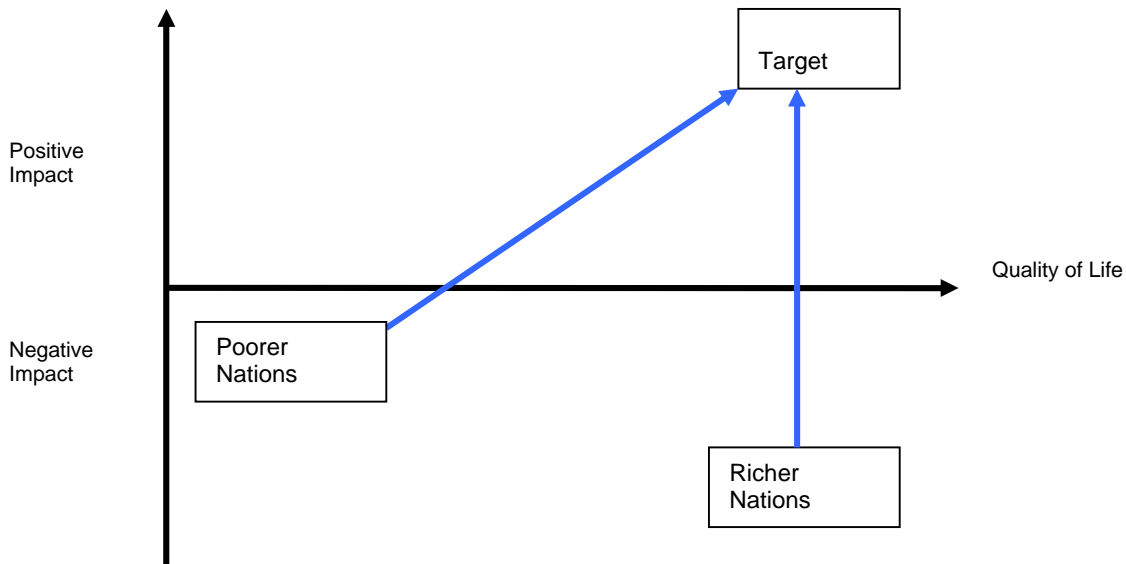 Target
Positive
Impact
Quality of Life
Poorer
Nations
Negative
Impact
Richer
Nations